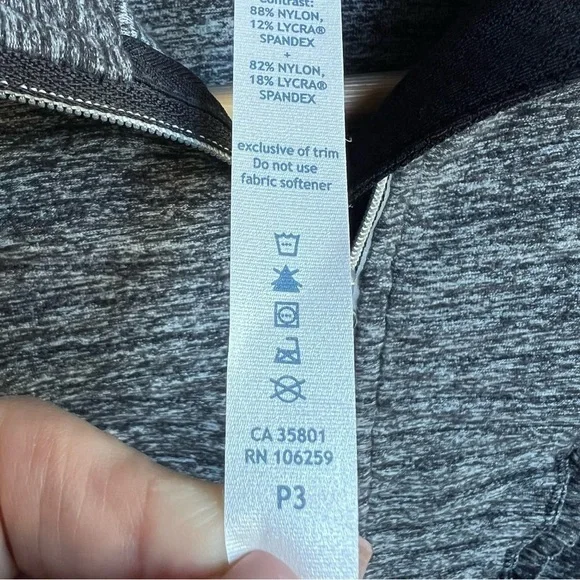 Contrast:
88% NYLON,
12% LYCRA®
SPANDEX
+
82% NYLON,
18% LYCRA®
SPANDEX
exclusive of trim
Do not use
fabric softener
CA 35801
RN 106259
P3